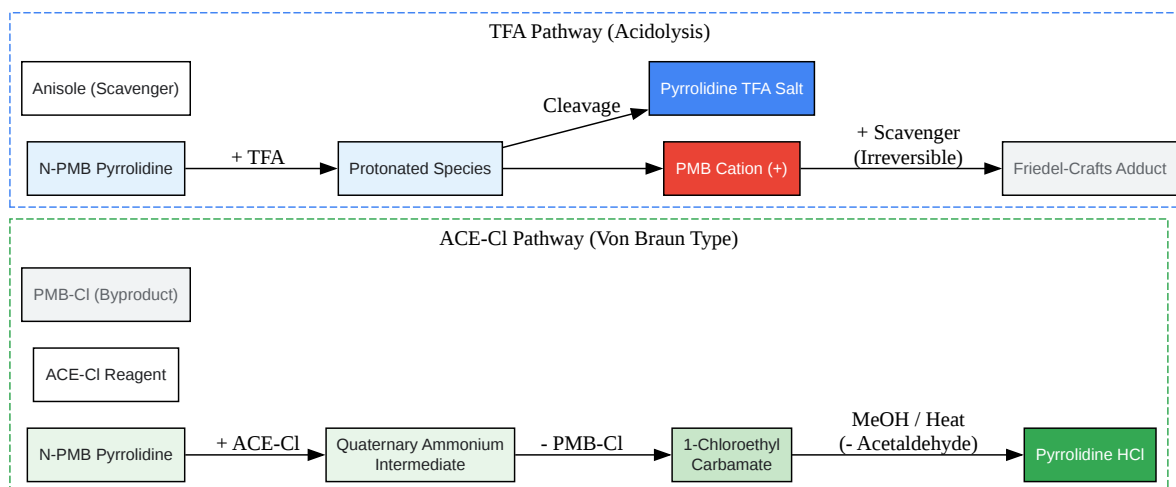 TFA Pathway (Acidolysis)
Anisole (Scavenger)
Pyrrolidine TFA Salt
Cleavage
N-PMB Pyrrolidine
+ TFA
Protonated Species
PMB Cation (+)
+ Scavenger
(Irreversible)
Friedel-Crafts Adduct
ACE-Cl Pathway (Von Braun Type)
PMB-Cl (Byproduct)
ACE-Cl Reagent
N-PMB Pyrrolidine
+ ACE-Cl
Quaternary Ammonium
Intermediate
- PMB-Cl
1-Chloroethyl
Carbamate
MeOH / Heat
(- Acetaldehyde)
Pyrrolidine HCl